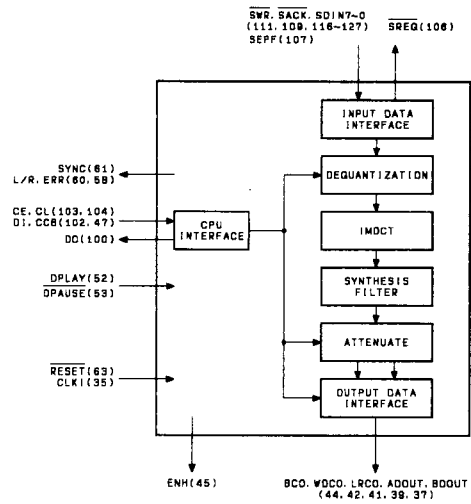 SWR. SACK. SDIN7~0
(111, 109, 116~127)
SEPF(107)
SREQ(106)
INPUT DATA
INTERFACE
SYNC(61)
L/R. ERR(60, 58)
DEQUANTIZATION
CE. CL(103, 104)
DI. CCB(102, 47)
DO(100)
CPU
INTERFACE
IMDCT
DPLAY(52)
DPAUSE(53)
SYNTHESIS
FILTER
ATTENUATE
RESET(63)
CLKI(35)
OUTPUT DATA
INTERFACE
ENH(45)
BCO. WDCO. LRCO. ADOUT. BDOUT
(44, 42, 41, 39, 37)